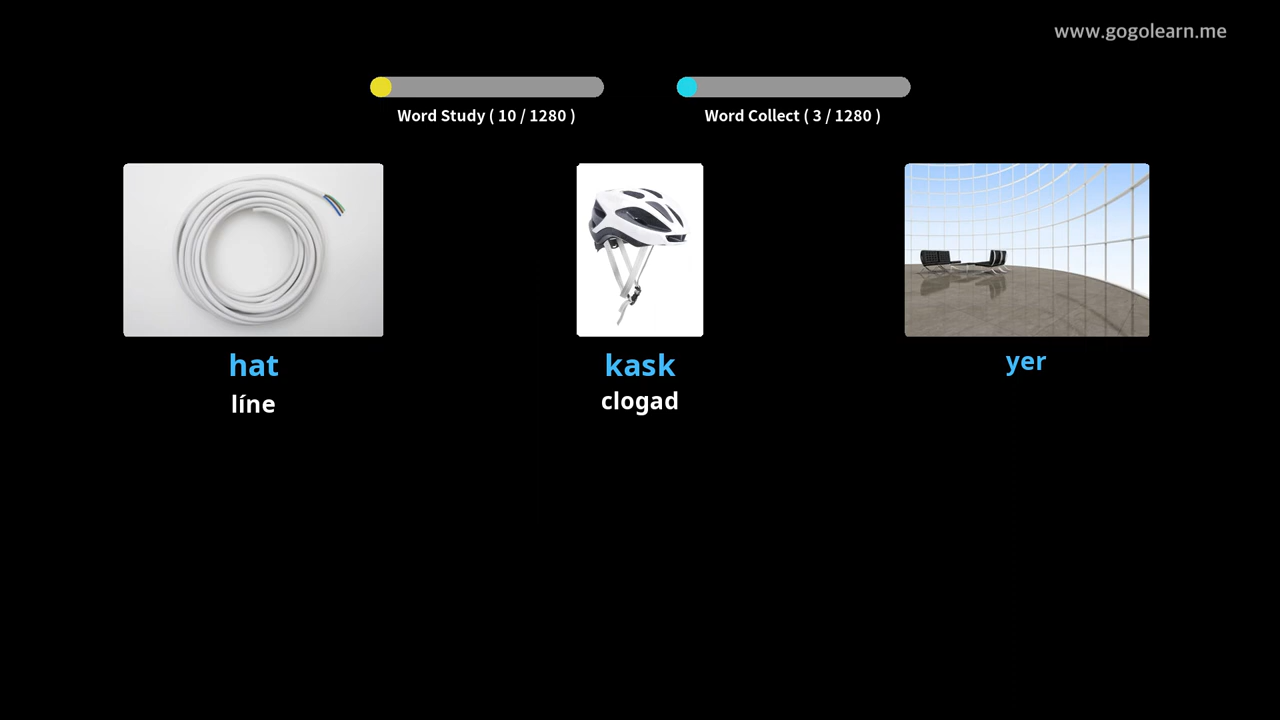 www.gogolearn.me
Word Study ( 10 / 1280 )
Word Collect ( 3 / 1280 )
hat
líne
kask
clogad
yer